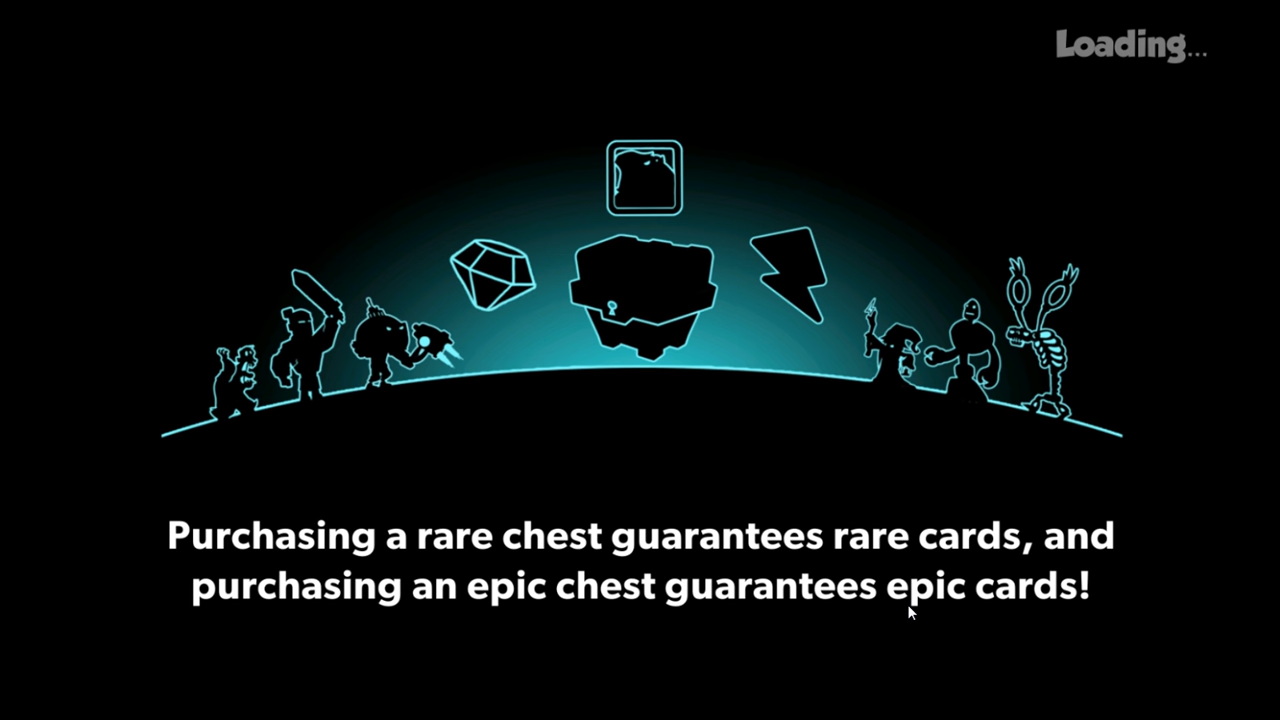 Loading...
Purchasing a rare chest guarantees rare cards, and
purchasing an epic chest guarantees epic cards!